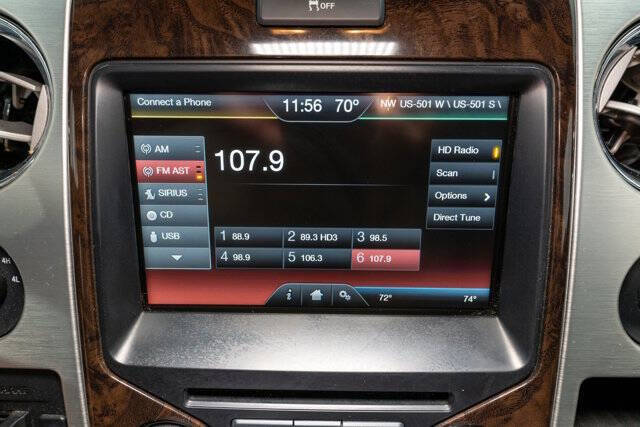 OFF
Connect a Phone
11:56 70°
NW US-501 W \ US-501 S \
AM
FM AST
SIRIUS
CD
USB
107.9
HD Radio
Scan
Options >
Direct Tune
1 88.9 2 89.3 HD3 3 98.5
4 98.9 5 106.3 6 107.9
i
72° 74°
4H
4L